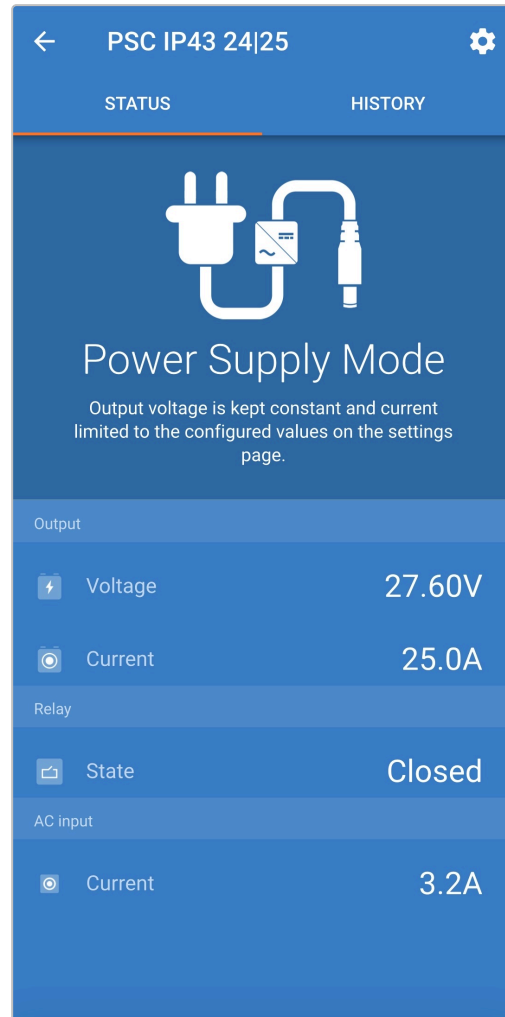 PSC IP43 24|25
STATUS HISTORY
Power Supply Mode
Output voltage is kept constant and current
limited to the configured values on the settings
page.
Output
Voltage 27.60V
Current 25.0A
Relay
State Closed
AC input
Current 3.2A